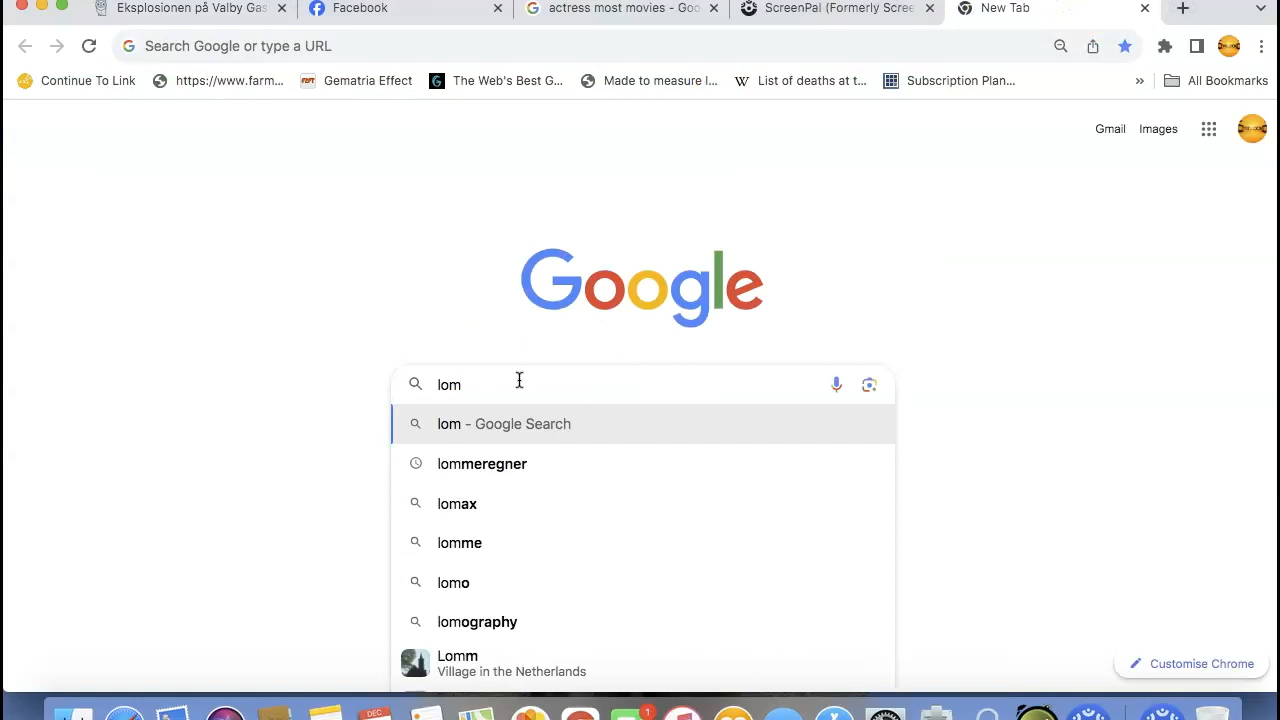 Eksplosionen på Valby Gas
Facebook
actress most movies - Goo
ScreenPal (Formerly Scree
New Tab
Search Google or type a URL
Continue To Link
https://www.farm...
Gematria Effect
The Web's Best G...
Made to measure l...
List of deaths at t...
Subscription Plan...
»
All Bookmarks
Gmail
Images
Google
lom
lom - Google Search
lommeregner
lomax
lomme
lomo
lomography
Lomm
Village in the Netherlands
Customise Chrome
DEC
1